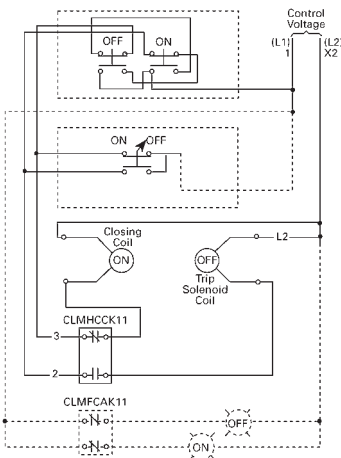 Control
Voltage
(L1) (L2)
1 X2
OFF ON
ON OFF
Closing
Coil
ON
OFF
L2
Trip
Solenoid
Coil
CLMHCCK11
3
2
CLMFCAK11
OFF
ON